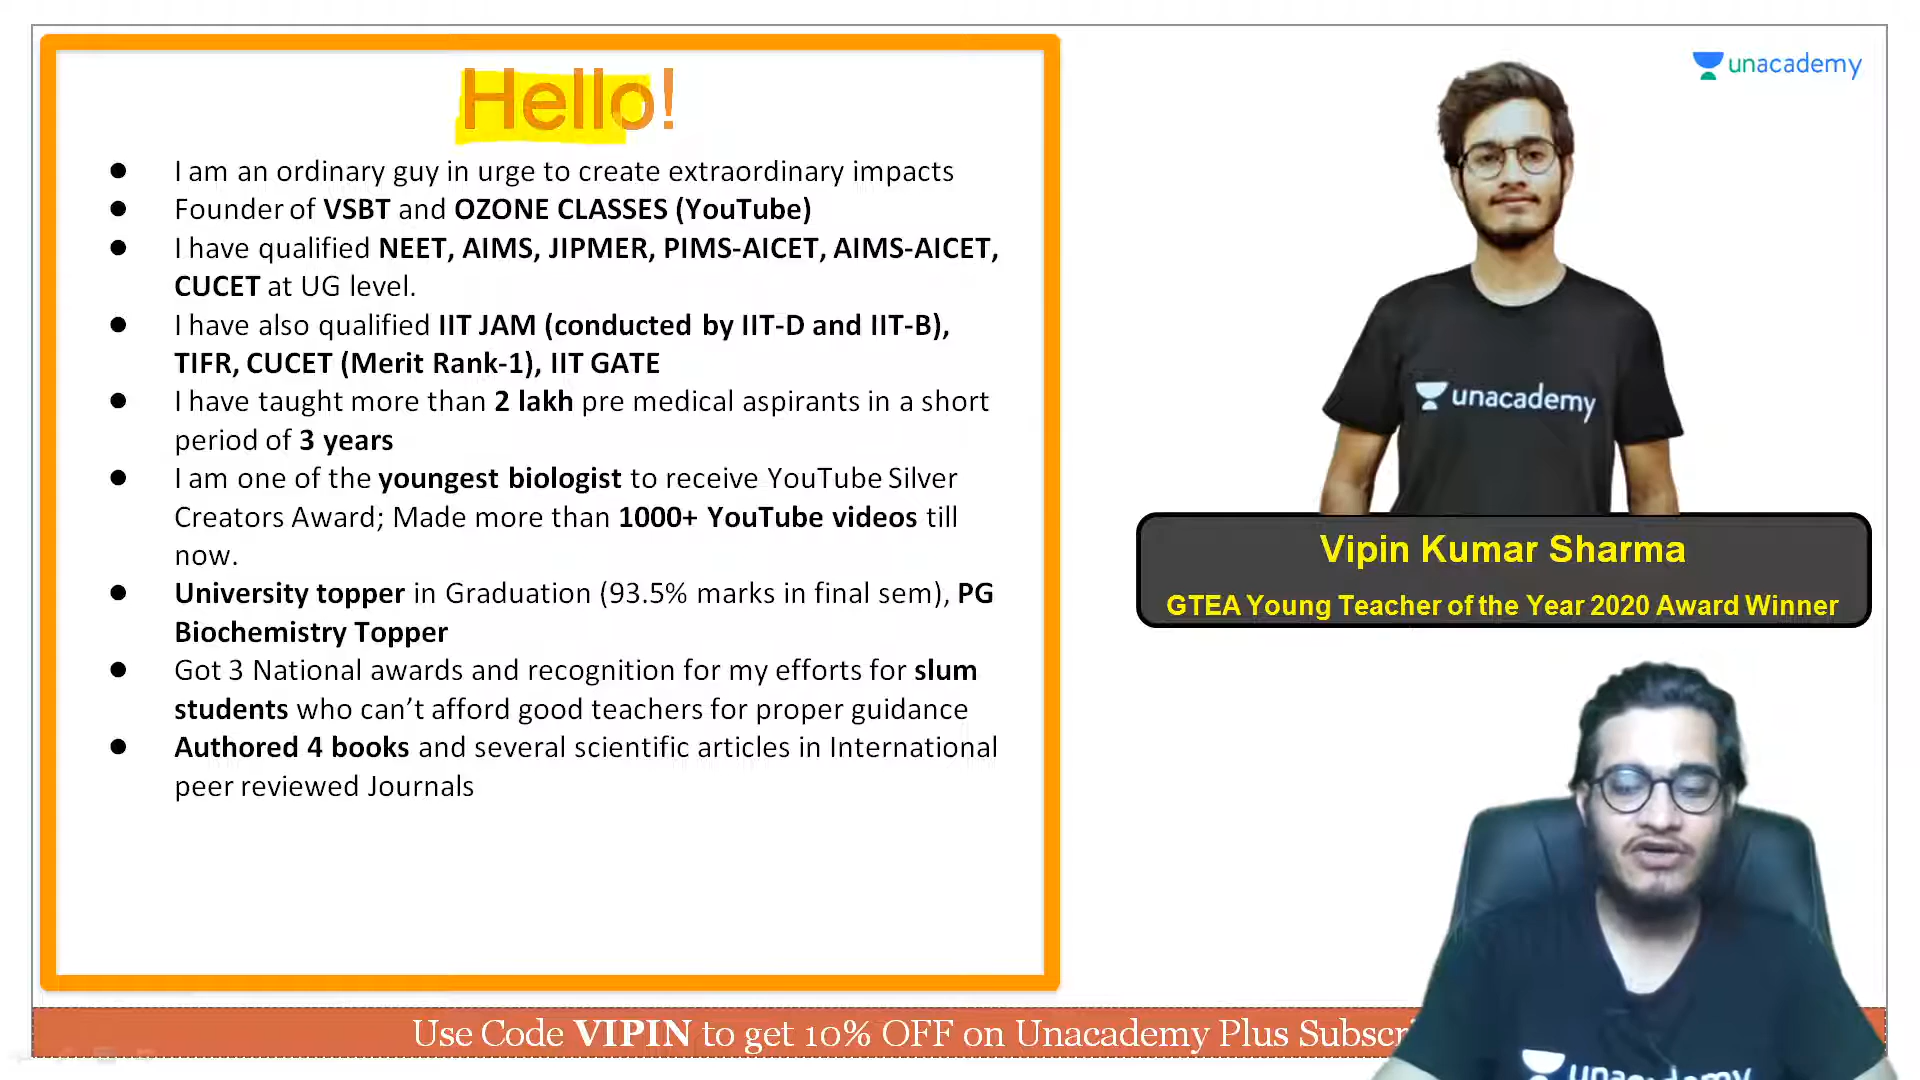 Hello!
unacademy
● I am an ordinary guy in urge to create extraordinary impacts
● Founder of VSBT and OZONE CLASSES (YouTube)
● I have qualified NEET, AIMS, JIPMER, PIMS-AICET, AIMS-AICET,
CUCET at UG level.
● I have also qualified IIT JAM (conducted by IIT-D and IIT-B),
TIFR, CUCET (Merit Rank-1), IIT GATE
● I have taught more than 2 lakh pre medical aspirants in a short
period of 3 years
● I am one of the youngest biologist to receive YouTube Silver
Creators Award; Made more than 1000+ YouTube videos till
now.
● University topper in Graduation (93.5% marks in final sem), PG
Biochemistry Topper
● Got 3 National awards and recognition for my efforts for slum
students who can’t afford good teachers for proper guidance
● Authored 4 books and several scientific articles in International
peer reviewed Journals
unacademy
Vipin Kumar Sharma
GTEA Young Teacher of the Year 2020 Award Winner
Use Code VIPIN to get 10% OFF on Unacademy Plus Subscr
unacademy